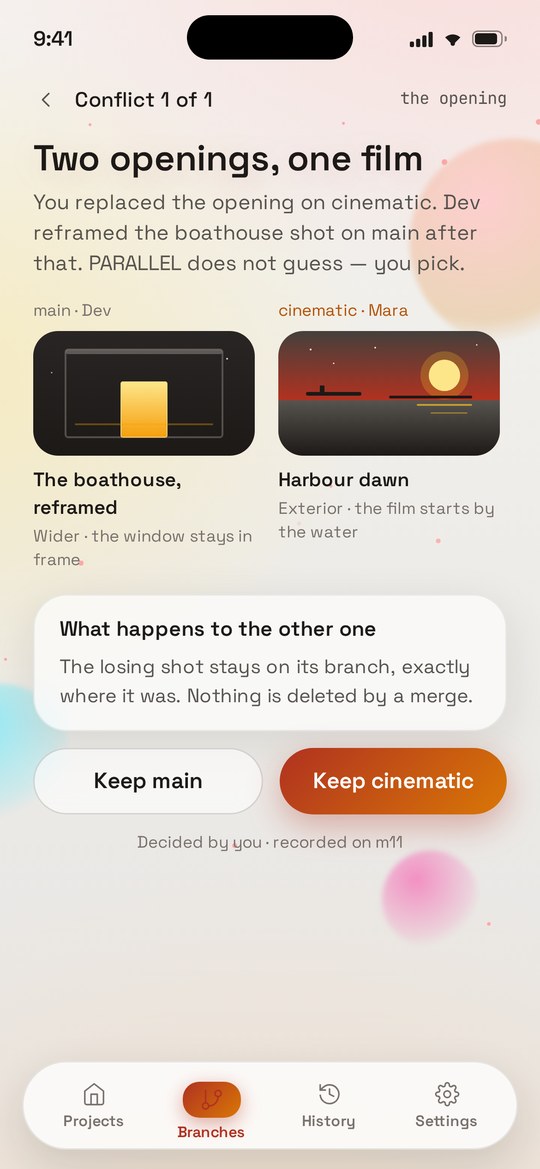 9:41
Conflict 1 of 1
the opening
Two openings, one film
You replaced the opening on cinematic. Dev
reframed the boathouse shot on main after
that. PARALLEL does not guess — you pick.
main · Dev
cinematic · Mara
The boathouse,
reframed
Wider · the window stays in
frame
Harbour dawn
Exterior · the film starts by
the water
What happens to the other one
The losing shot stays on its branch, exactly
where it was. Nothing is deleted by a merge.
Keep main
Keep cinematic
Decided by you · recorded on m11
Projects
Branches
History
Settings